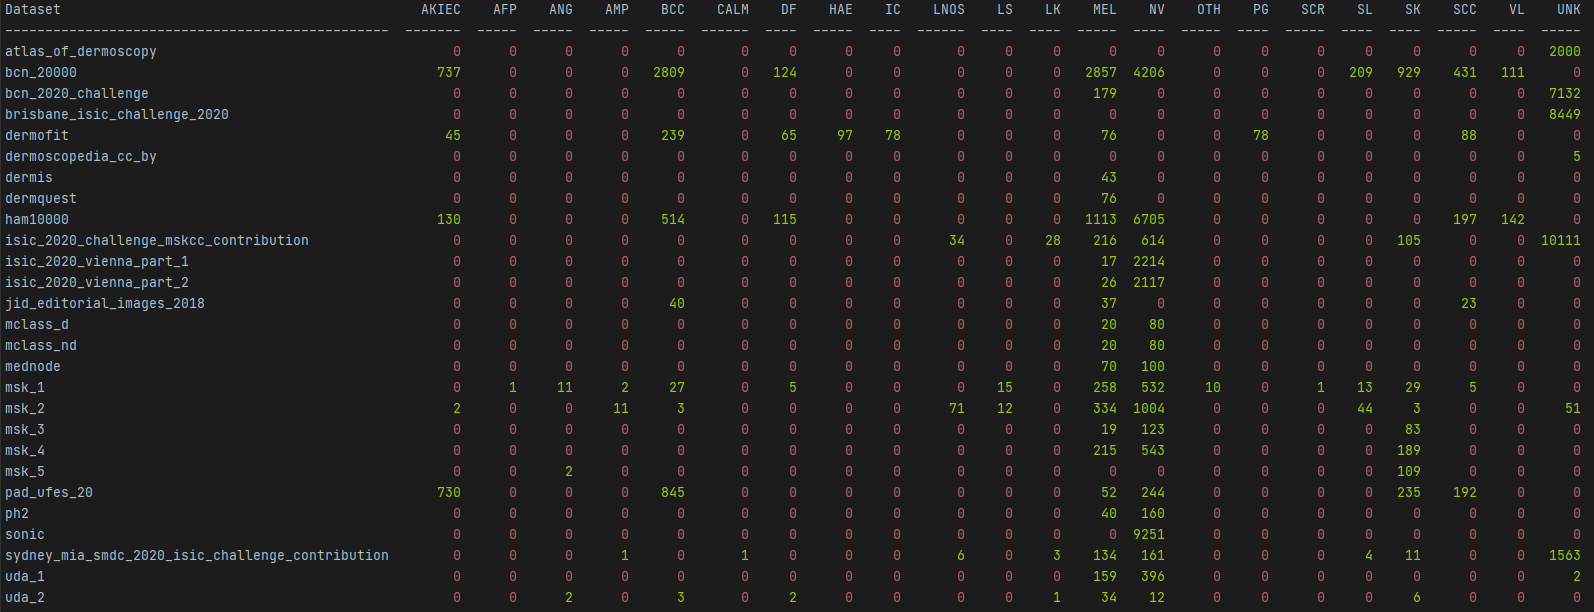 Dataset AKIEC AFP ANG AMP BCC CALM DF HAE IC LNOS LS LK MEL NV OTH PG SCR SL SK SCC VL UNK
------------------------------------------------ ------- ----- ----- ----- ------ ------ ---- ----- ---- ------ ---- ---- ----- ---- ----- ---- ----- ---- ---- ----- ---- -----
atlas_of_dermoscopy 0 0 0 0 0 0 0 0 0 0 0 0 0 0 0 0 0 0 0 0 0 2000
bcn_20000 737 0 0 0 2809 0 124 0 0 0 0 0 2857 4206 0 0 0 209 929 431 111 0
bcn_2020_challenge 0 0 0 0 0 0 0 0 0 0 0 0 179 0 0 0 0 0 0 0 0 7132
brisbane_isic_challenge_2020 0 0 0 0 0 0 0 0 0 0 0 0 0 0 0 0 0 0 0 0 0 8449
dermofit 45 0 0 0 239 0 65 97 78 0 0 0 76 0 0 78 0 0 0 88 0 0
dermoscopedia_cc_by 0 0 0 0 0 0 0 0 0 0 0 0 0 0 0 0 0 0 0 0 0 5
dermis 0 0 0 0 0 0 0 0 0 0 0 0 43 0 0 0 0 0 0 0 0 0
dermquest 0 0 0 0 0 0 0 0 0 0 0 0 76 0 0 0 0 0 0 0 0 0
ham10000 130 0 0 0 514 0 115 0 0 0 0 0 1113 6705 0 0 0 0 0 197 142 0
isic_2020_challenge_mskcc_contribution 0 0 0 0 0 0 0 0 0 34 0 28 216 614 0 0 0 0 105 0 0 10111
isic_2020_vienna_part_1 0 0 0 0 0 0 0 0 0 0 0 0 17 2214 0 0 0 0 0 0 0 0
isic_2020_vienna_part_2 0 0 0 0 0 0 0 0 0 0 0 0 26 2117 0 0 0 0 0 0 0 0
jid_editorial_images_2018 0 0 0 0 40 0 0 0 0 0 0 0 37 0 0 0 0 0 0 23 0 0
mclass_d 0 0 0 0 0 0 0 0 0 0 0 0 20 80 0 0 0 0 0 0 0 0
mclass_nd 0 0 0 0 0 0 0 0 0 0 0 0 20 80 0 0 0 0 0 0 0 0
mednode 0 0 0 0 0 0 0 0 0 0 0 0 70 100 0 0 0 0 0 0 0 0
msk_1 0 1 11 2 27 0 5 0 0 0 15 0 258 532 10 0 1 13 29 5 0 0
msk_2 2 0 0 11 3 0 0 0 0 71 12 0 334 1004 0 0 0 44 3 0 0 51
msk_3 0 0 0 0 0 0 0 0 0 0 0 0 19 123 0 0 0 0 83 0 0 0
msk_4 0 0 0 0 0 0 0 0 0 0 0 0 215 543 0 0 0 0 189 0 0 0
msk_5 0 0 2 0 0 0 0 0 0 0 0 0 0 0 0 0 0 0 109 0 0 0
pad_ufes_20 730 0 0 0 845 0 0 0 0 0 0 0 52 244 0 0 0 0 235 192 0 0
ph2 0 0 0 0 0 0 0 0 0 0 0 0 40 160 0 0 0 0 0 0 0 0
sonic 0 0 0 0 0 0 0 0 0 0 0 0 0 9251 0 0 0 0 0 0 0 0
sydney_mia_smdc_2020_isic_challenge_contribution 0 0 0 1 0 1 0 0 0 6 0 3 134 161 0 0 0 4 11 0 0 1563
uda_1 0 0 0 0 0 0 0 0 0 0 0 0 159 396 0 0 0 0 0 0 0 2
uda_2 0 0 2 0 3 0 2 0 0 0 0 1 34 12 0 0 0 0 6 0 0 0